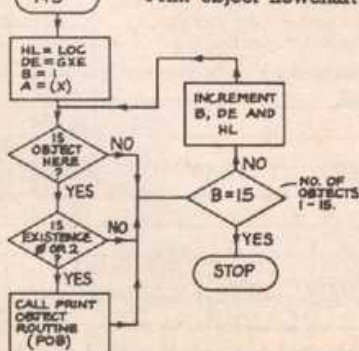 Print object flowchart
HL = LOC
DE = GXE
B = 1
A = (X)
INCREMENT
B, DE AND
HL
IS
OBJECT
HERE
?
NO
YES
NO
B=15
NO. OF
OBJECTS
1 - 15.
IS
EXISTENCE
Ø OR 2
?
NO
YES
YES
STOP
CALL PRINT
OBJECT
ROUTINE
(POB)